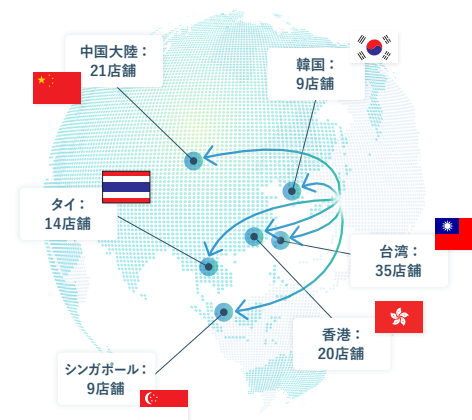 中国大陸：
21店舗
韓国：
9店舗
タイ：
14店舗
台湾：
35店舗
香港：
20店舗
シンガポール：
9店舗